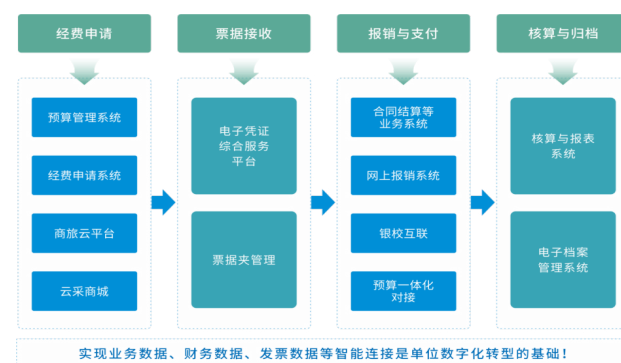 经费申请
票据接收
报销与支付
核算与归档
预算管理系统
经费申请系统
商旅云平台
云采商城
电子凭证
综合服务
平台
票据夹管理
合同结算等
业务系统
网上报销系统
银校互联
预算一体化
对接
核算与报表
系统
电子档案
管理系统
实现业务数据、财务数据、发票数据等智能连接是单位数字化转型的基础!